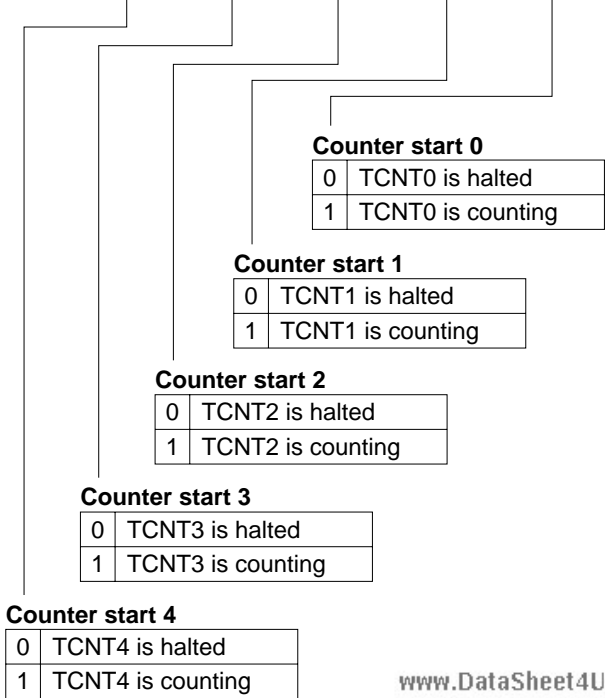 Counter start 0
0 TCNT0 is halted
1 TCNT0 is counting
Counter start 1
0 TCNT1 is halted
1 TCNT1 is counting
Counter start 2
0 TCNT2 is halted
1 TCNT2 is counting
Counter start 3
0 TCNT3 is halted
1 TCNT3 is counting
Counter start 4
0 TCNT4 is halted
1 TCNT4 is counting
www.DataSheet4U